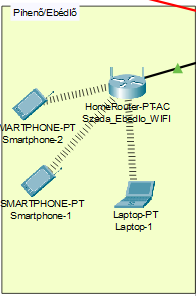 Pihenő/Ebédlő
HomeRouter-PT-AC
Szada_Ebedlo_WIFI
MARTPHONE-PT
Smartphone-2
SMARTPHONE-PT
Smartphone-1
Laptop-PT
Laptop-1